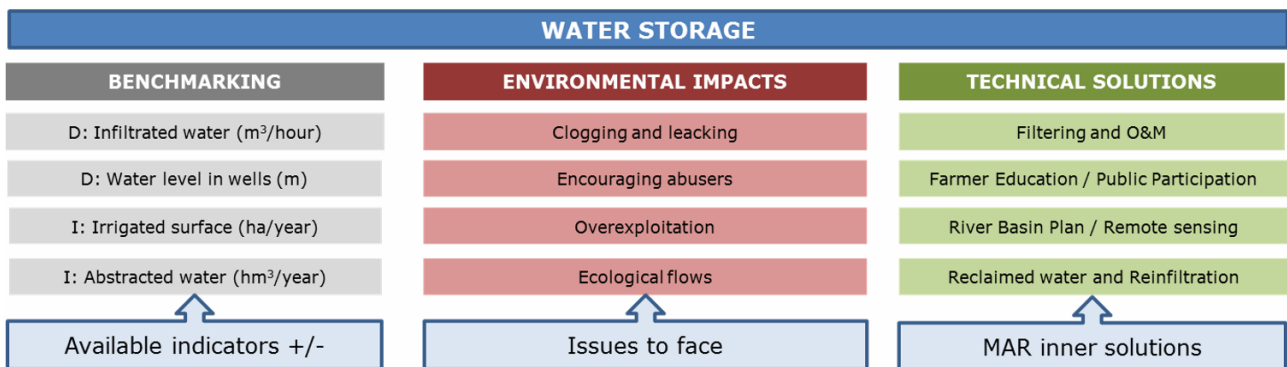 WATER STORAGE
BENCHMARKING
D: Infiltrated water (m³/hour)
D: Water level in wells (m)
I: Irrigated surface (ha/year)
I: Abstracted water (hm³/year)
Available indicators +/-
ENVIRONMENTAL IMPACTS
Clogging and leacking
Encouraging abusers
Overexploitation
Ecological flows
Issues to face
TECHNICAL SOLUTIONS
Filtering and O&M
Farmer Education / Public Participation
River Basin Plan / Remote sensing
Reclaimed water and Reinfiltration
MAR inner solutions